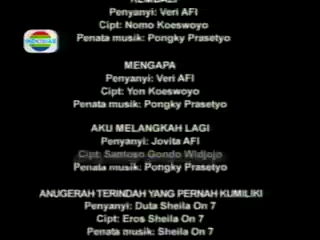 KEMBALI
Penyanyi: Veri AFI
Cipt: Nomo Koeswoyo
Penata musik: Pongky Prasetyo
INDOSIAR
MENGAPA
Penyanyi: Veri AFI
Cipt: Yon Koeswoyo
Penata musik: Pongky Prasetyo
AKU MELANGKAH LAGI
Penyanyi: Jovita AFI
Cipt: Santoso Gondo Widjojo
Penata musik: Pongky Prasetyo
ANUGERAH TERINDAH YANG PERNAH KUMILIKI
Penyanyi: Duta Sheila On 7
Cipt: Eros Sheila On 7
Penata musik: Sheila On 7